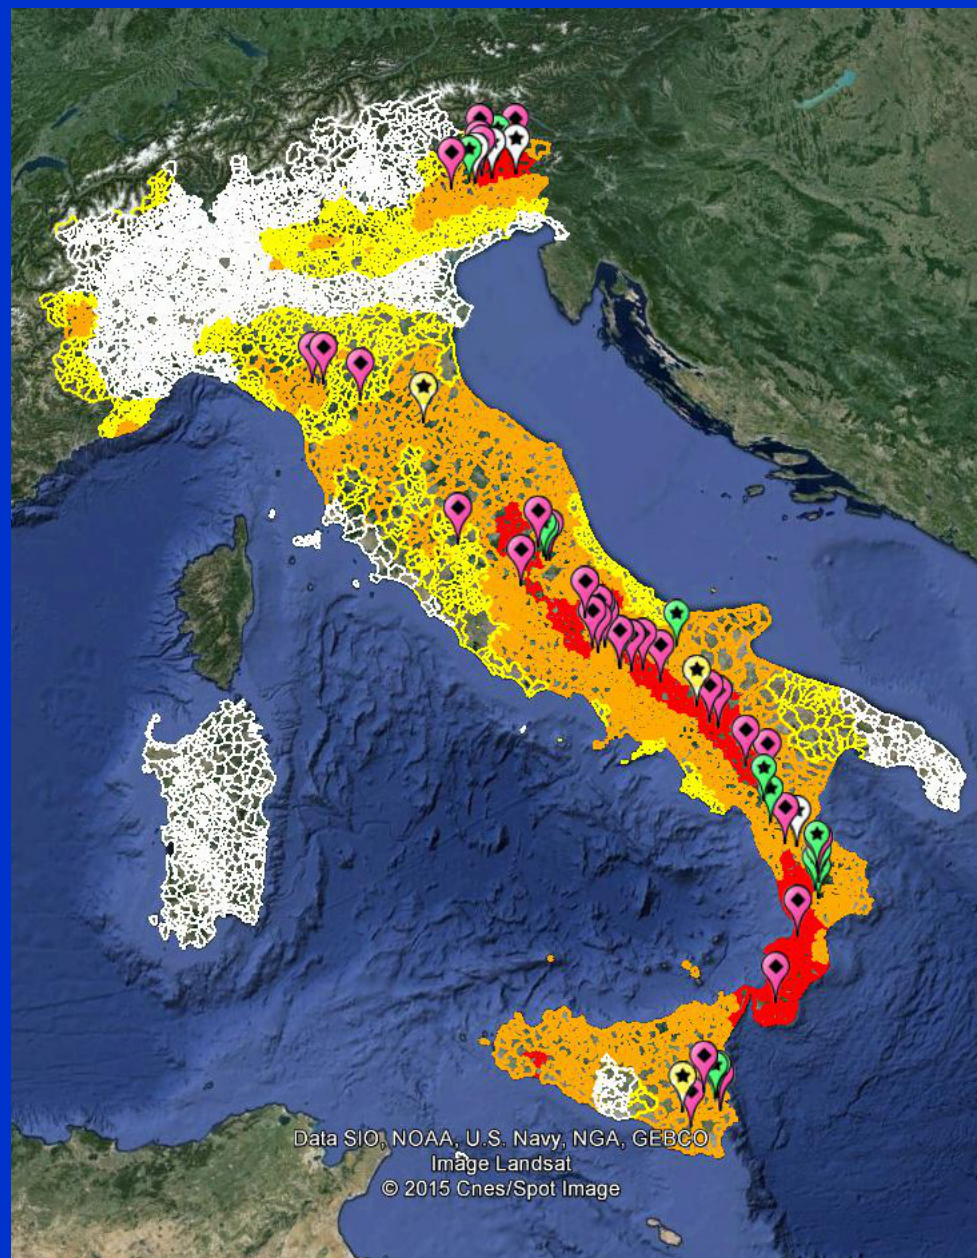 Data SIO, NOAA, U.S. Navy, NGA, GEBCO
Image Landsat
© 2015 Cnes/Spot Image